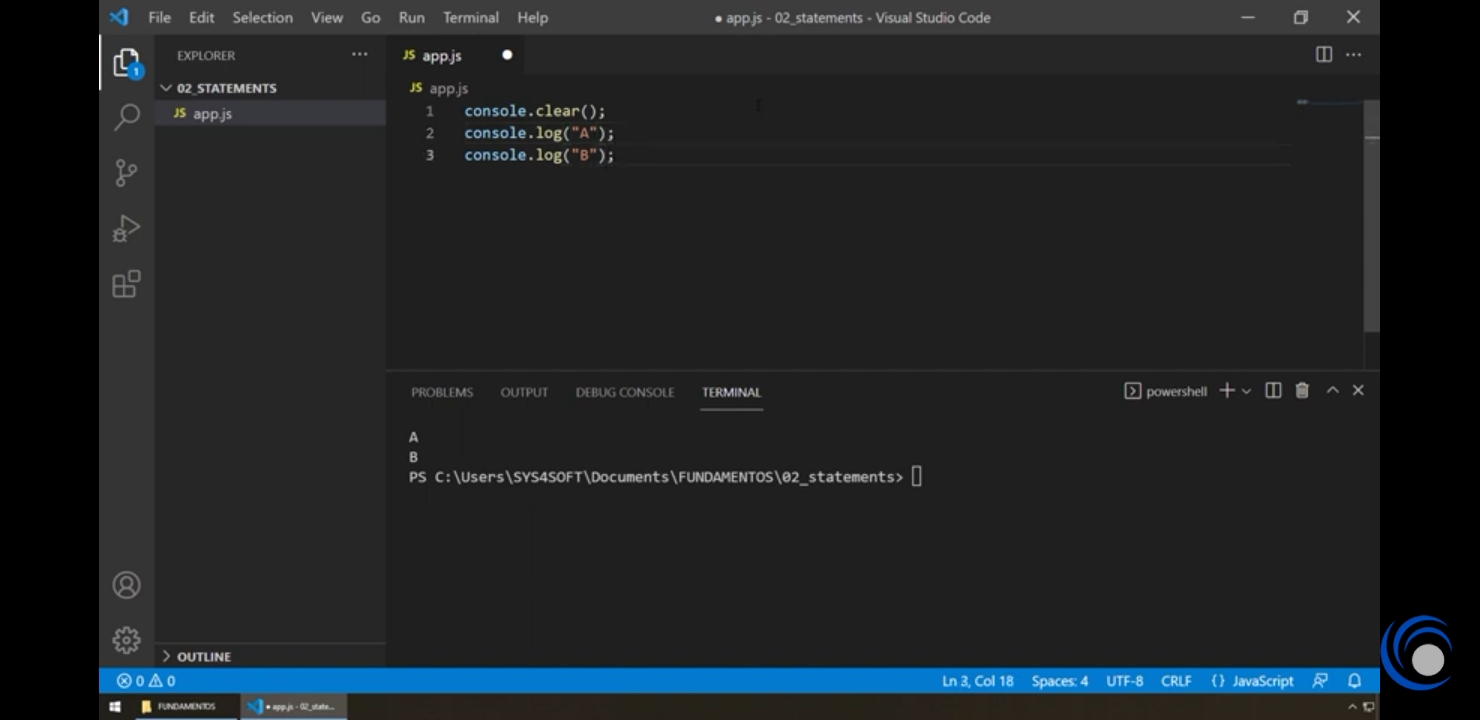 File Edit Selection View Go Run Terminal Help ● app.js - 02_statements - Visual Studio Code
EXPLORER
02_STATEMENTS
JS app.js
JS app.js
JS app.js
1 console.clear();
2 console.log("A");
3 console.log("B");
PROBLEMS OUTPUT DEBUG CONSOLE TERMINAL powershell
A
B
PS C:\Users\SYS4SOFT\Documents\FUNDAMENTOS\02_statements>
OUTLINE
0 0 Ln 3, Col 18 Spaces: 4 UTF-8 CRLF {} JavaScript
FUNDAMENTOS ● app.js - 02_state...
1